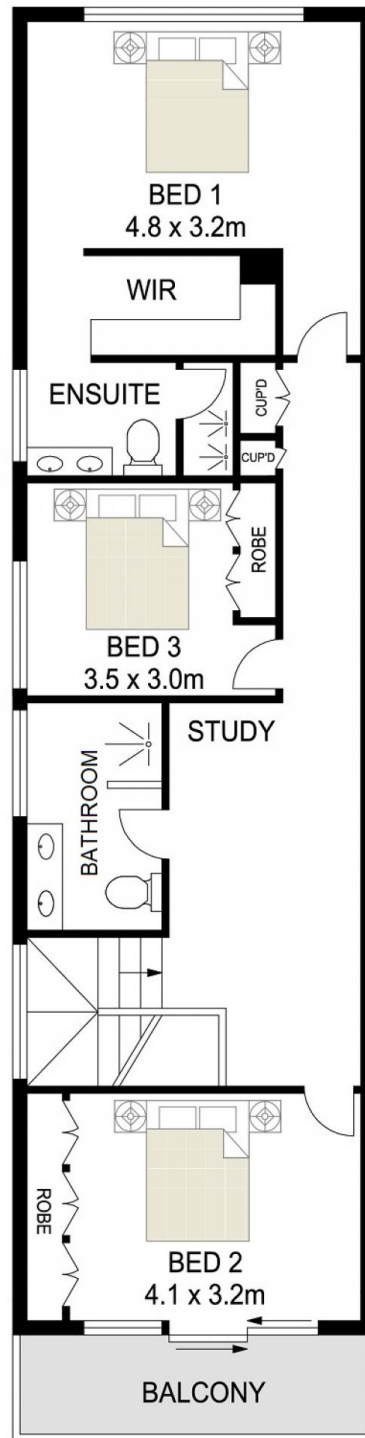 BED 1
4.8 x 3.2m
WIR
ENSUITE
CUP'D
CUP'D
ROBE
BED 3
3.5 x 3.0m
STUDY
BATHROOM
ROBE
BED 2
4.1 x 3.2m
BALCONY